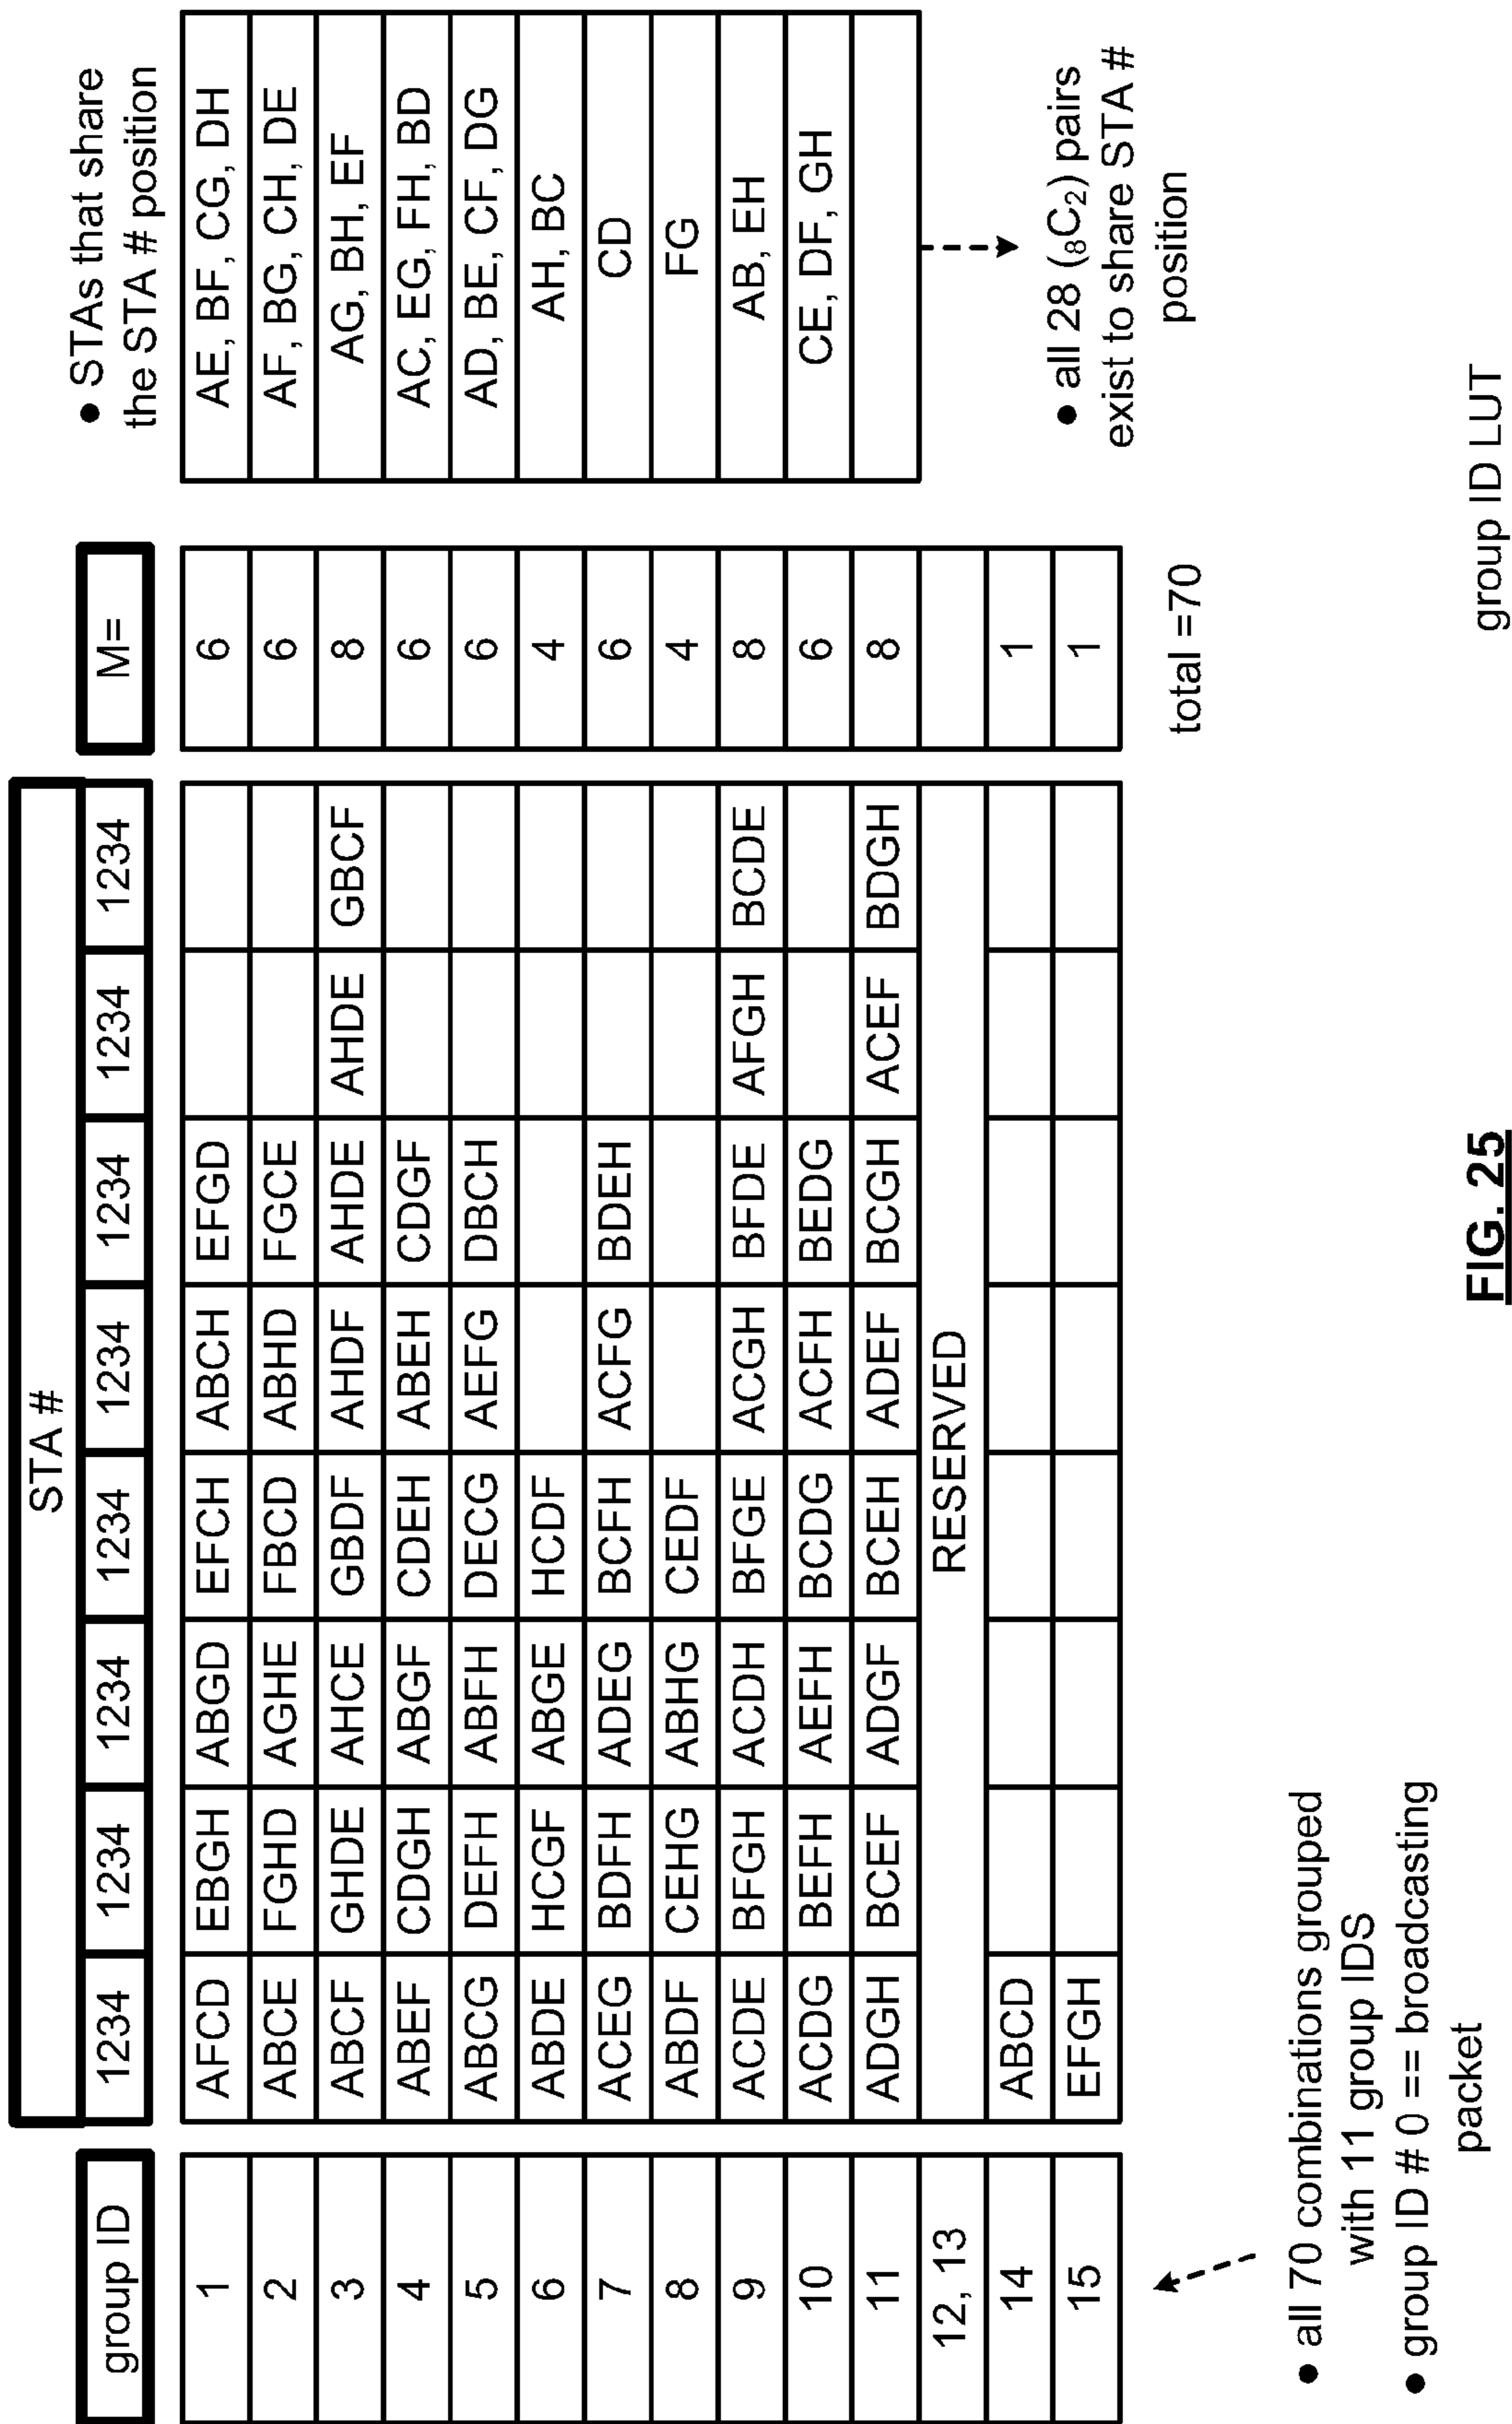 STA #
• STAs that share
the STA # position
group ID 1234 1234 1234 1234 1234 1234 1234 1234 M=
1 AFCD EBGH ABGD EFCH ABCH EFGD 6 AE, BF, CG, DH
2 ABCE FGHD AGHE FBCD ABHD FGCE 6 AF, BG, CH, DE
3 ABCF GHDE AHCE GBDF AHDF AHDE AHDE GBCF 8 AG, BH, EF
4 ABEF CDGH ABGF CDEH ABEH CDGF 6 AC, EG, FH, BD
5 ABCG DEFH ABFH DECG AEFG DBCH 6 AD, BE, CF, DG
6 ABDE HCGF ABGE HCDF 4 AH, BC
7 ACEG BDFH ADEG BCFH ACFG BDEH 6 CD
8 ABDF CEHG ABHG CEDF 4 FG
9 ACDE BFGH ACDH BFGE ACGH BFDE AFGH BCDE 8 AB, EH
10 ACDG BEFH AEFH BCDG ACFH BEDG 6 CE, DF, GH
11 ADGH BCEF ADGF BCEH ADEF BCGH ACEF BDGH 8
12, 13 RESERVED
14 ABCD 1
15 EFGH 1
• all 70 combinations grouped
with 11 group IDS
• group ID # 0 == broadcasting
packet
total =70
• all 28 (₈C₂) pairs
exist to share STA #
position
FIG. 25
group ID LUT